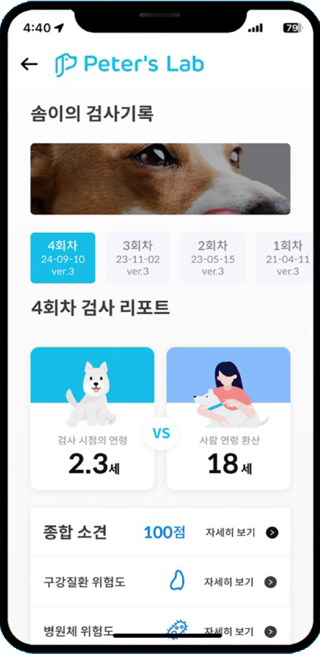 4:40
79
Peter's Lab
솜이의 검사기록
4회차 3회차 2회차 1회차
24-09-10 23-11-02 23-05-15 21-04-11
ver.3 ver.3 ver.3 ver.3
4회차 검사 리포트
VS
검사 시점의 연령 사람 연령 환산
2.3세 18 세
종합 소견 100점 자세히 보기
구강질환 위험도 자세히 보기
병원체 위험도 자세히 보기